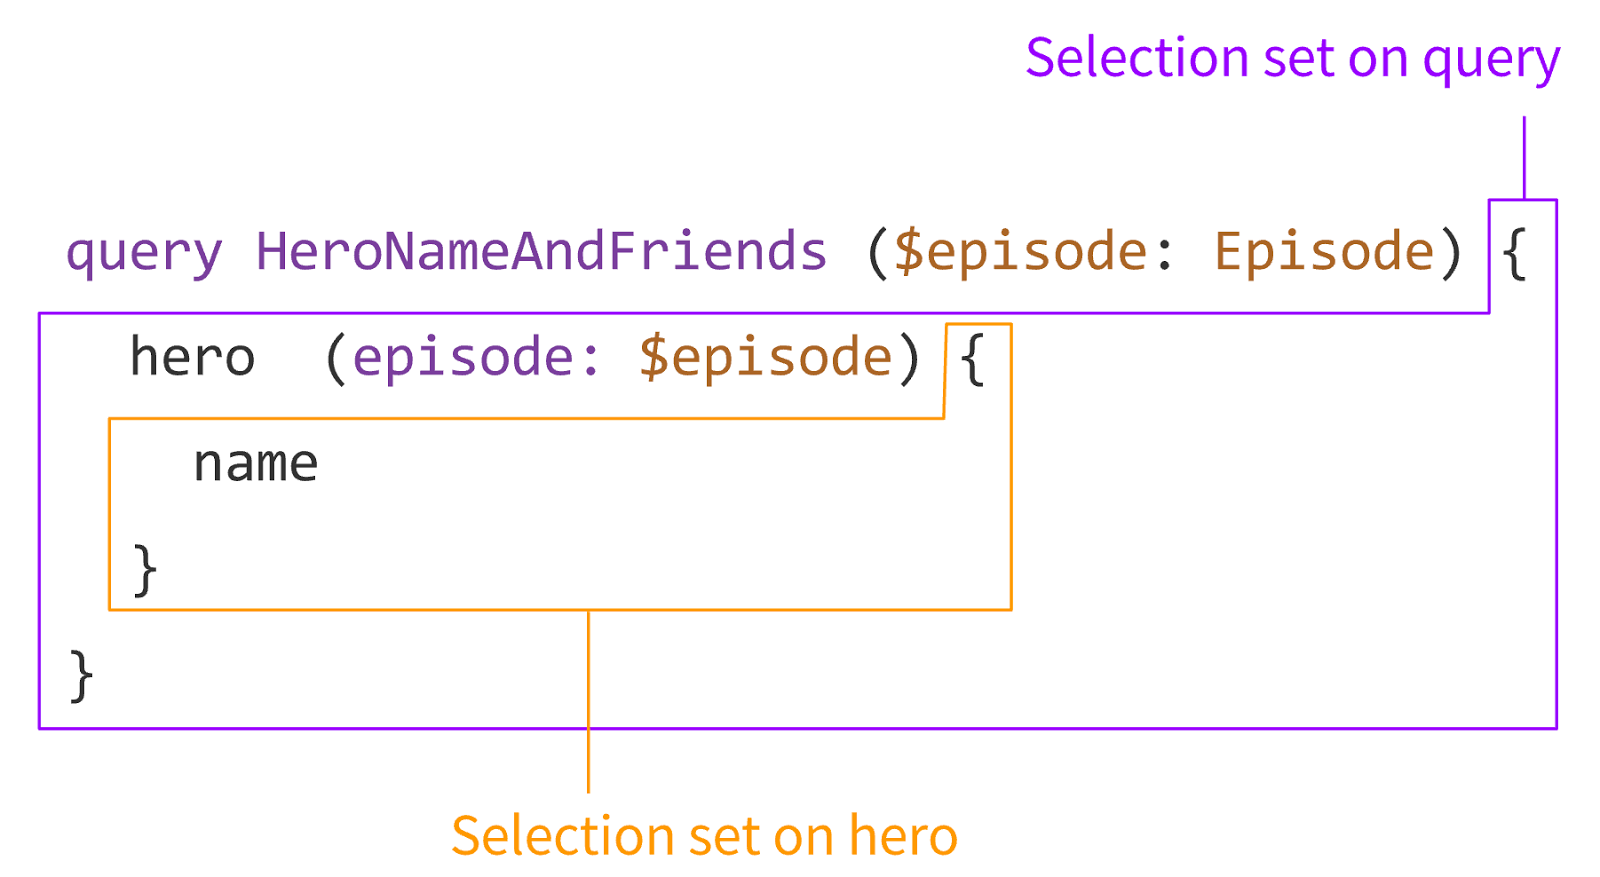 Selection set on query
query HeroNameAndFriends ($episode: Episode) {
hero (episode: $episode) {
name
}
}
Selection set on hero